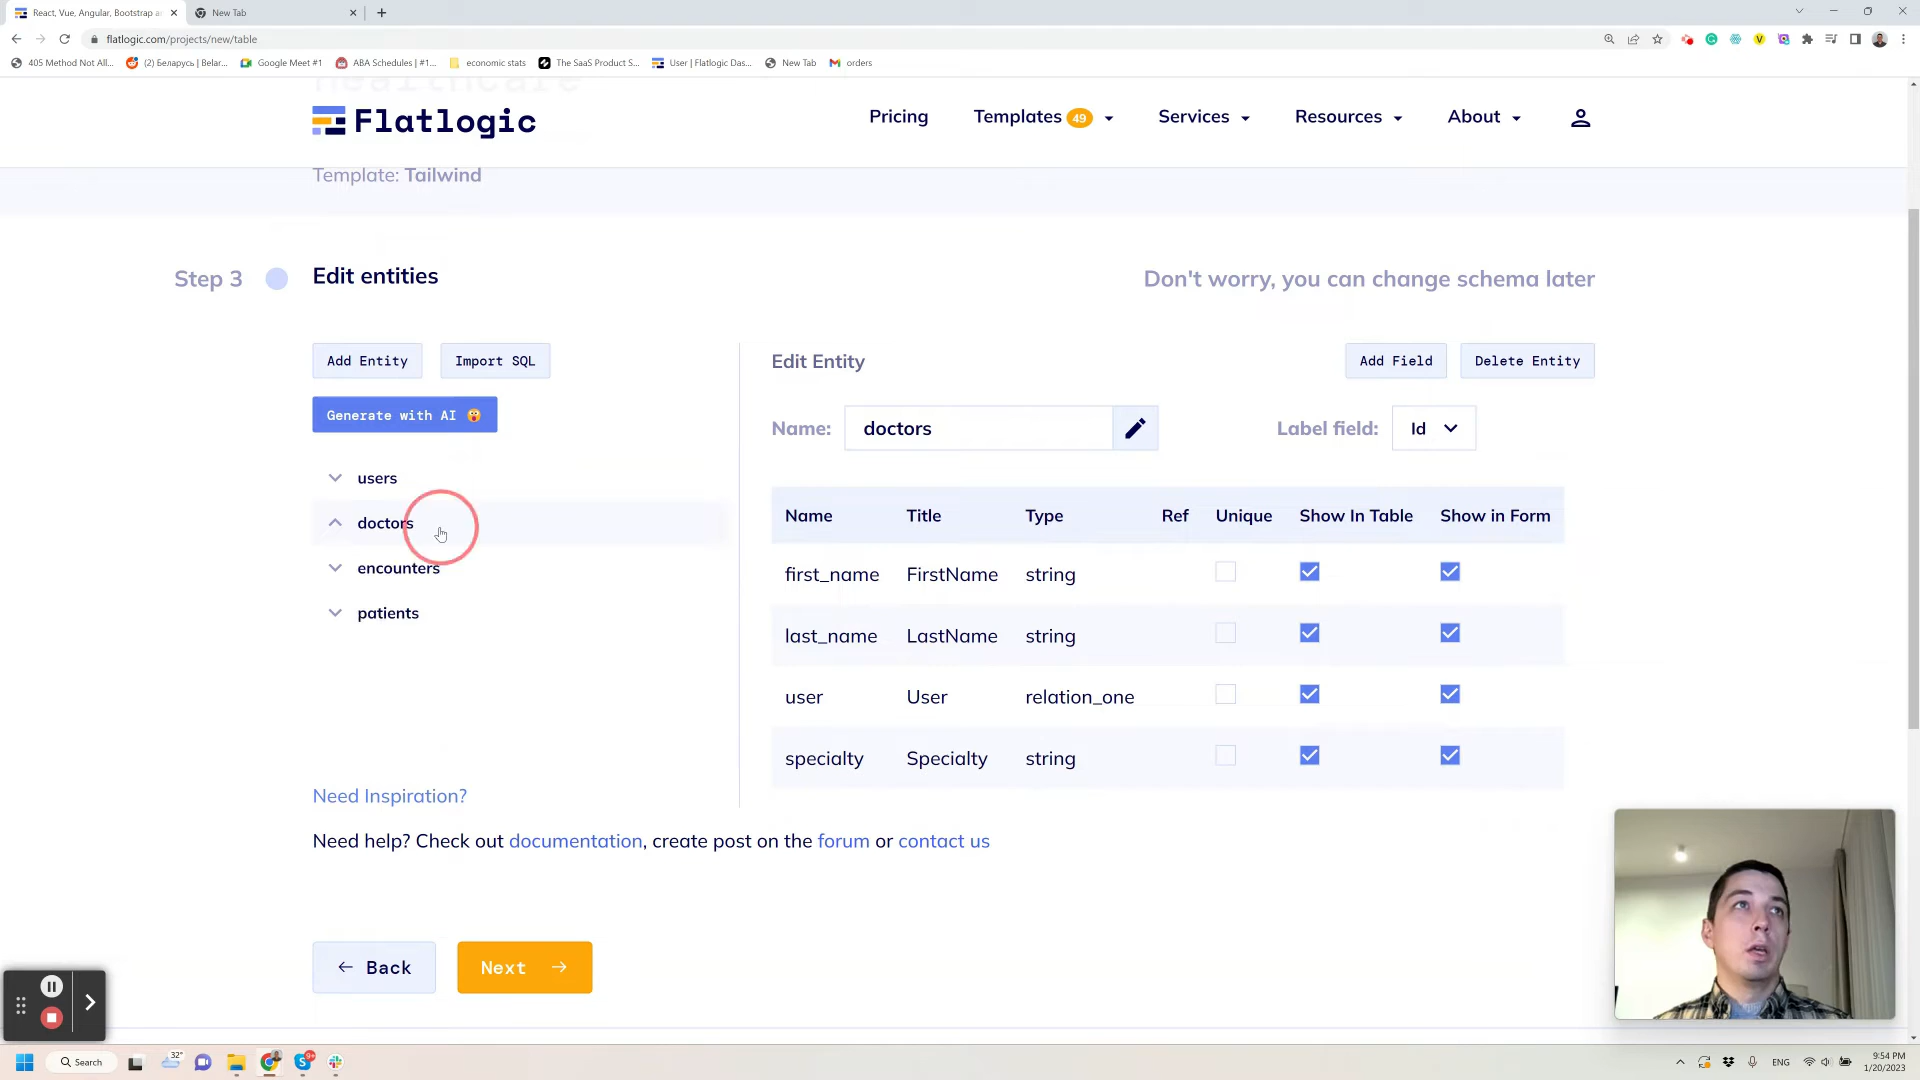 React, Vue, Angular, Bootstrap a
New Tab
flatlogic.com/projects/new/table
405 Method Not All...
(2) Беларусь | Belar...
Google Meet #1
ABA Schedules | #1...
economic stats
The SaaS Product S...
User | Flatlogic Das...
New Tab
orders
Healthcare
Flatlogic
Pricing
Templates 49
Services
Resources
About
Template: Tailwind
Step 3
Edit entities
Don't worry, you can change schema later
Add Entity
Import SQL
Generate with AI
users
doctors
encounters
patients
Edit Entity
Add Field
Delete Entity
Name: doctors
Label field: Id
Name Title Type Ref Unique Show In Table Show in Form
first_name FirstName string
last_name LastName string
user User relation_one
specialty Specialty string
Need Inspiration?
Need help? Check out documentation, create post on the forum or contact us
Back
Next
Search
32°
9+
ENG
9:54 PM
1/20/2023